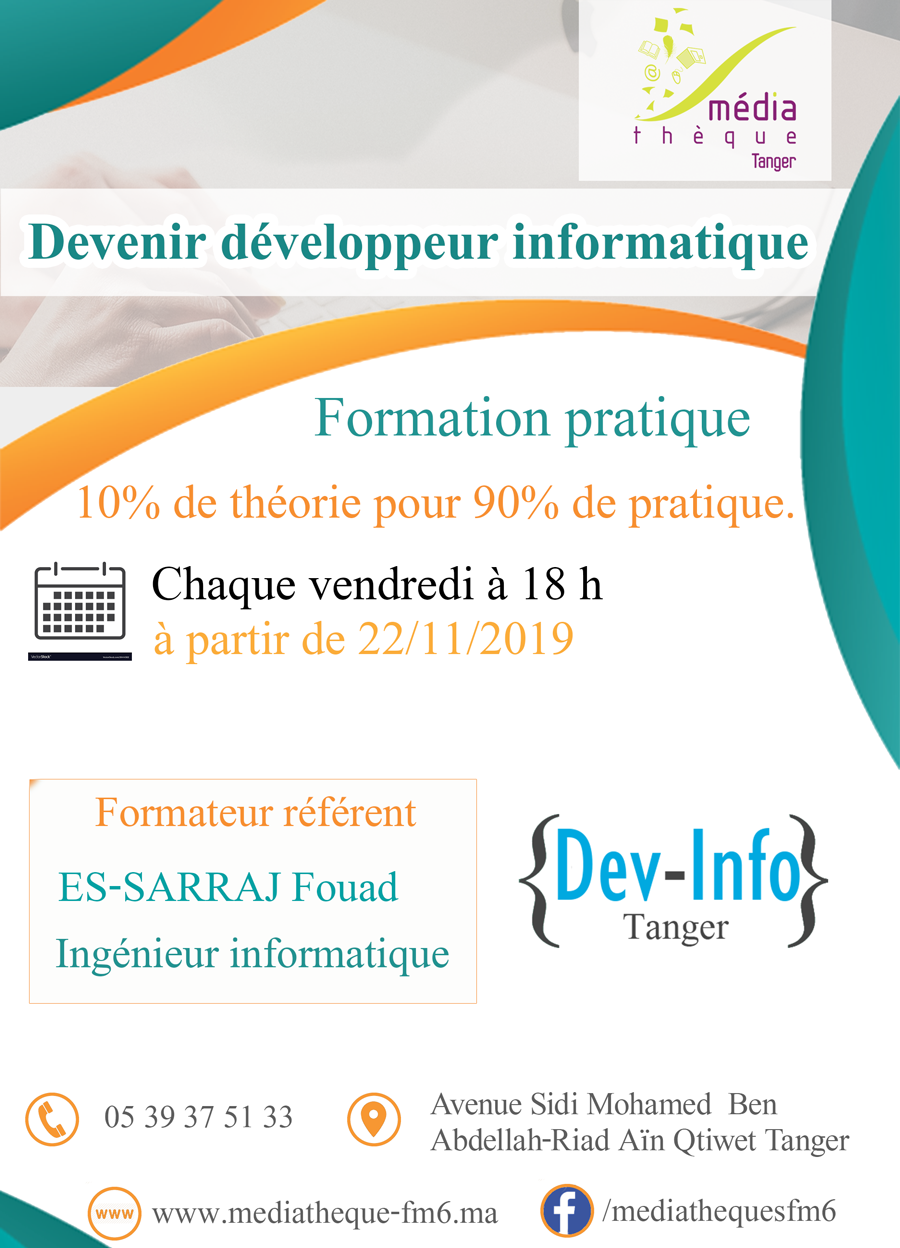 média
thèque
Tanger
Devenir développeur informatique
Formation pratique
10% de théorie pour 90% de pratique.
Chaque vendredi à 18 h
à partir de 22/11/2019
Formateur référent
ES-SARRAJ Fouad
Ingénieur informatique
{Dev-Info}
Tanger
05 39 37 51 33
Avenue Sidi Mohamed Ben
Abdellah-Riad Aïn Qtiwet Tanger
www
www.mediatheque-fm6.ma
/mediathequesfm6